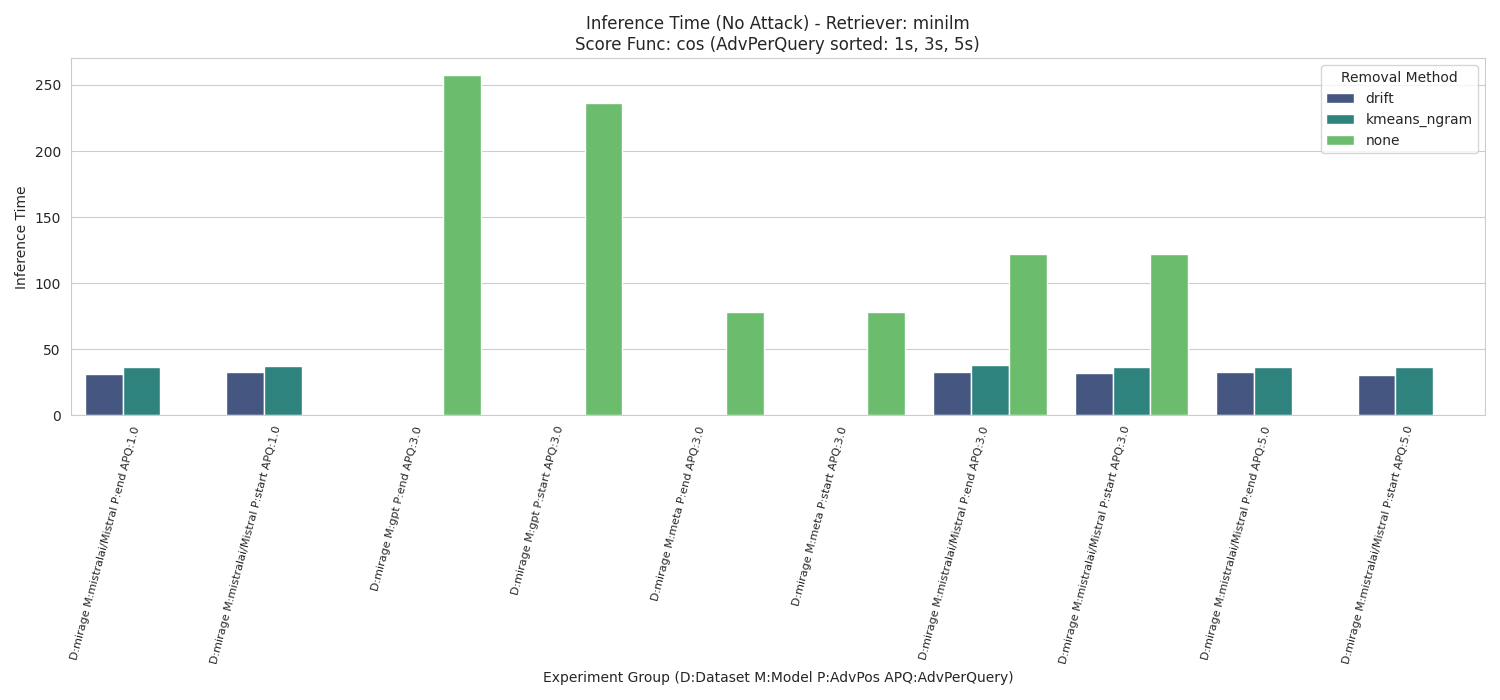 Inference Time (No Attack) - Retriever: minilm
Score Func: cos (AdvPerQuery sorted: 1s, 3s, 5s)
Removal Method
drift
kmeans_ngram
none
Inference Time
250
200
150
100
50
0
D:mirage M:mistralai/Mistral P:end APQ:1.0
D:mirage M:mistralai/Mistral P:start APQ:1.0
D:mirage M:gpt P:end APQ:3.0
D:mirage M:gpt P:start APQ:3.0
D:mirage M:meta P:end APQ:3.0
D:mirage M:meta P:start APQ:3.0
D:mirage M:mistralai/Mistral P:end APQ:3.0
D:mirage M:mistralai/Mistral P:start APQ:3.0
D:mirage M:mistralai/Mistral P:end APQ:5.0
D:mirage M:mistralai/Mistral P:start APQ:5.0
Experiment Group (D:Dataset M:Model P:AdvPos APQ:AdvPerQuery)